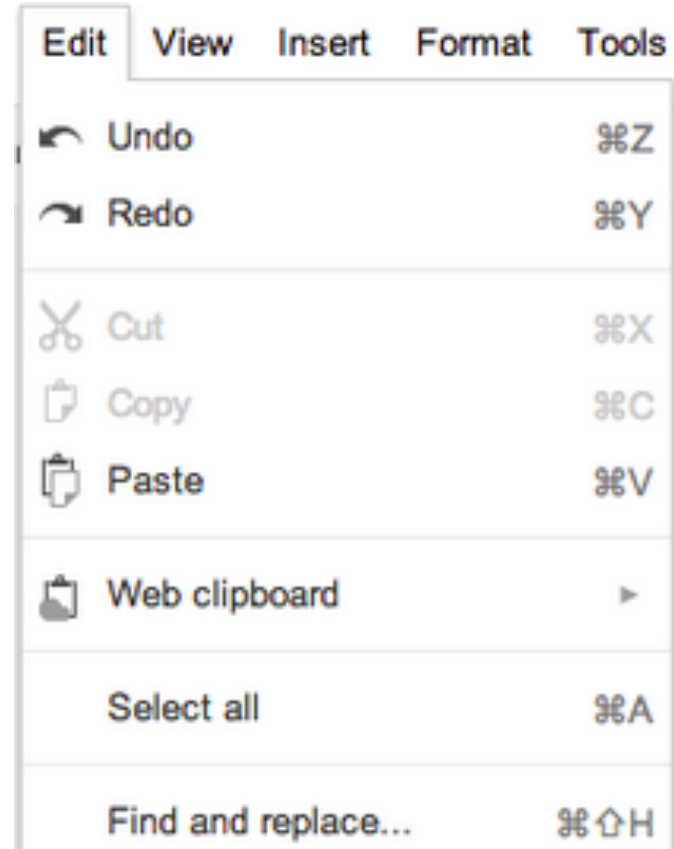 Edit View Insert Format Tools
Undo ⌘Z
Redo ⌘Y
Cut ⌘X
Copy ⌘C
Paste ⌘V
Web clipboard ►
Select all ⌘A
Find and replace... ⌘⇧H